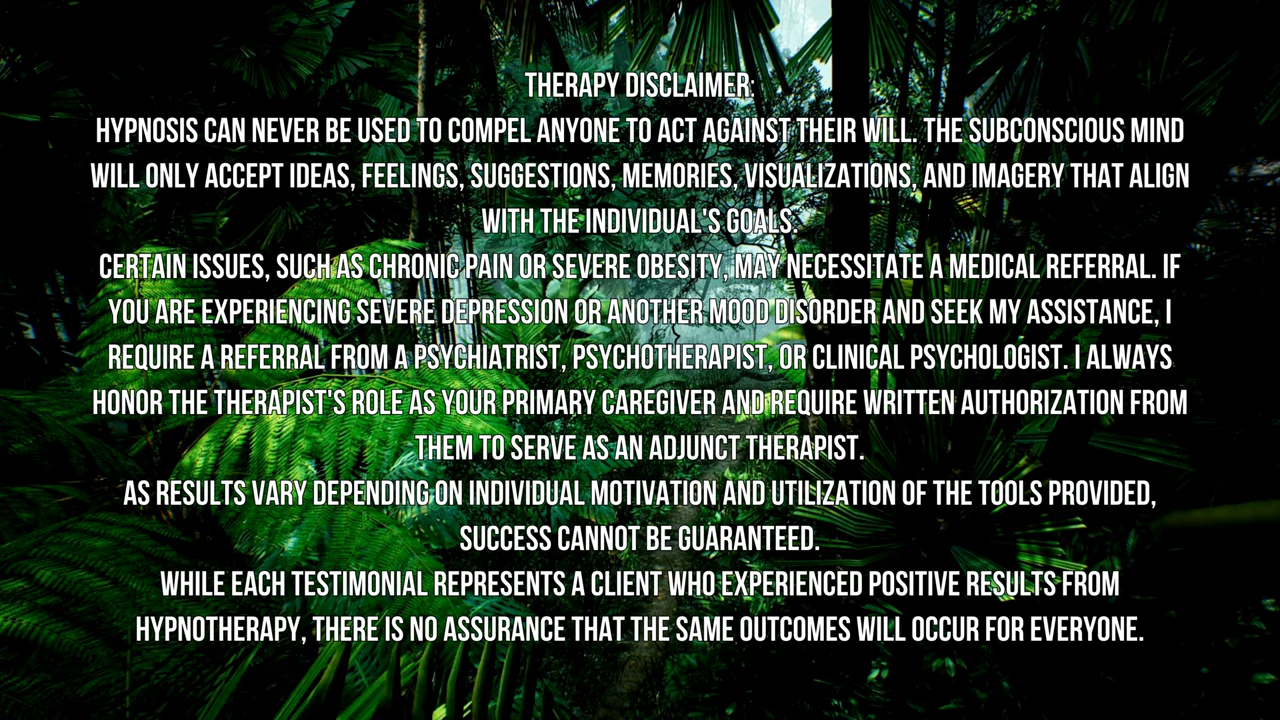 THERAPY DISCLAIMER:
HYPNOSIS CAN NEVER BE USED TO COMPEL ANYONE TO ACT AGAINST THEIR WILL. THE SUBCONSCIOUS MIND
WILL ONLY ACCEPT IDEAS, FEELINGS, SUGGESTIONS, MEMORIES, VISUALIZATIONS, AND IMAGERY THAT ALIGN
WITH THE INDIVIDUAL'S GOALS.
CERTAIN ISSUES, SUCH AS CHRONIC PAIN OR SEVERE OBESITY, MAY NECESSITATE A MEDICAL REFERRAL. IF
YOU ARE EXPERIENCING SEVERE DEPRESSION OR ANOTHER MOOD DISORDER AND SEEK MY ASSISTANCE, I
REQUIRE A REFERRAL FROM A PSYCHIATRIST, PSYCHOTHERAPIST, OR CLINICAL PSYCHOLOGIST. I ALWAYS
HONOR THE THERAPIST'S ROLE AS YOUR PRIMARY CAREGIVER AND REQUIRE WRITTEN AUTHORIZATION FROM
THEM TO SERVE AS AN ADJUNCT THERAPIST.
AS RESULTS VARY DEPENDING ON INDIVIDUAL MOTIVATION AND UTILIZATION OF THE TOOLS PROVIDED,
SUCCESS CANNOT BE GUARANTEED.
WHILE EACH TESTIMONIAL REPRESENTS A CLIENT WHO EXPERIENCED POSITIVE RESULTS FROM
HYPNOTHERAPY, THERE IS NO ASSURANCE THAT THE SAME OUTCOMES WILL OCCUR FOR EVERYONE.